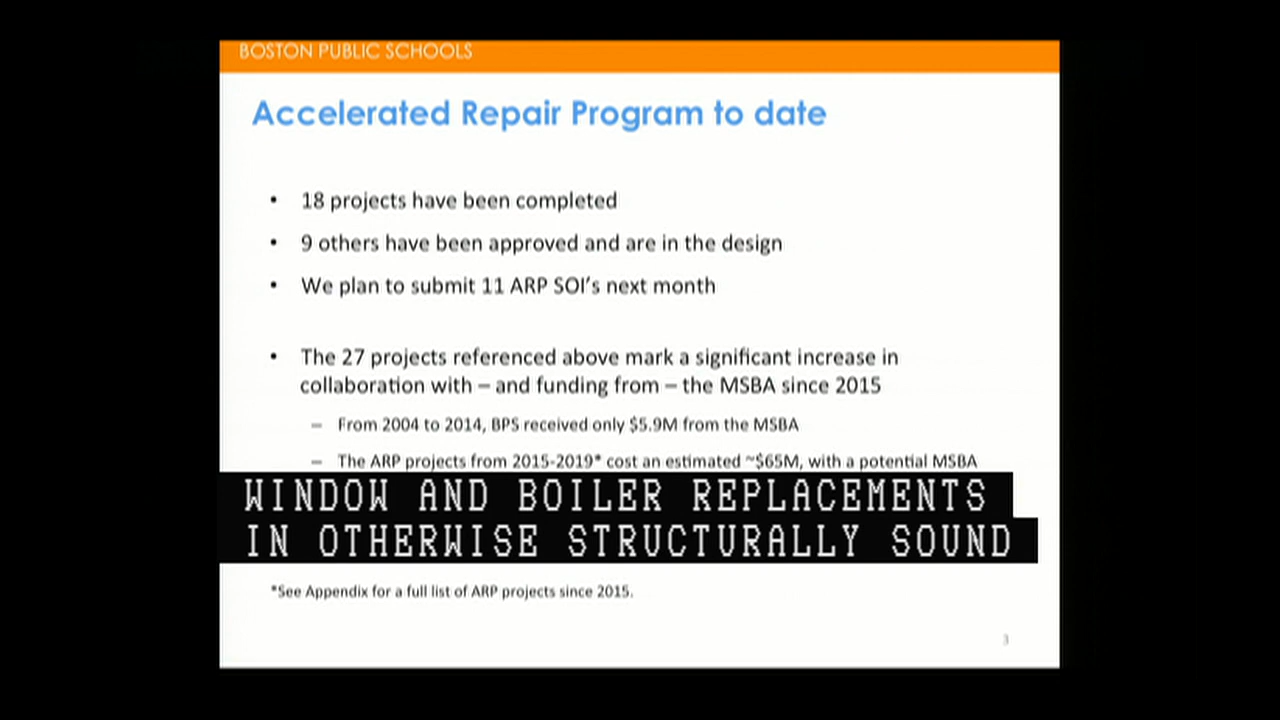 BOSTON PUBLIC SCHOOLS
Accelerated Repair Program to date
• 18 projects have been completed
• 9 others have been approved and are in the design
• We plan to submit 11 ARP SOI's next month
• The 27 projects referenced above mark a significant increase in
collaboration with – and funding from – the MSBA since 2015
– From 2004 to 2014, BPS received only $5.9M from the MSBA
– The ARP projects from 2015-2019* cost an estimated ~$65M, with a potential MSBA
WINDOW AND BOILER REPLACEMENTS
IN OTHERWISE STRUCTURALLY SOUND
*See Appendix for a full list of ARP projects since 2015.
3